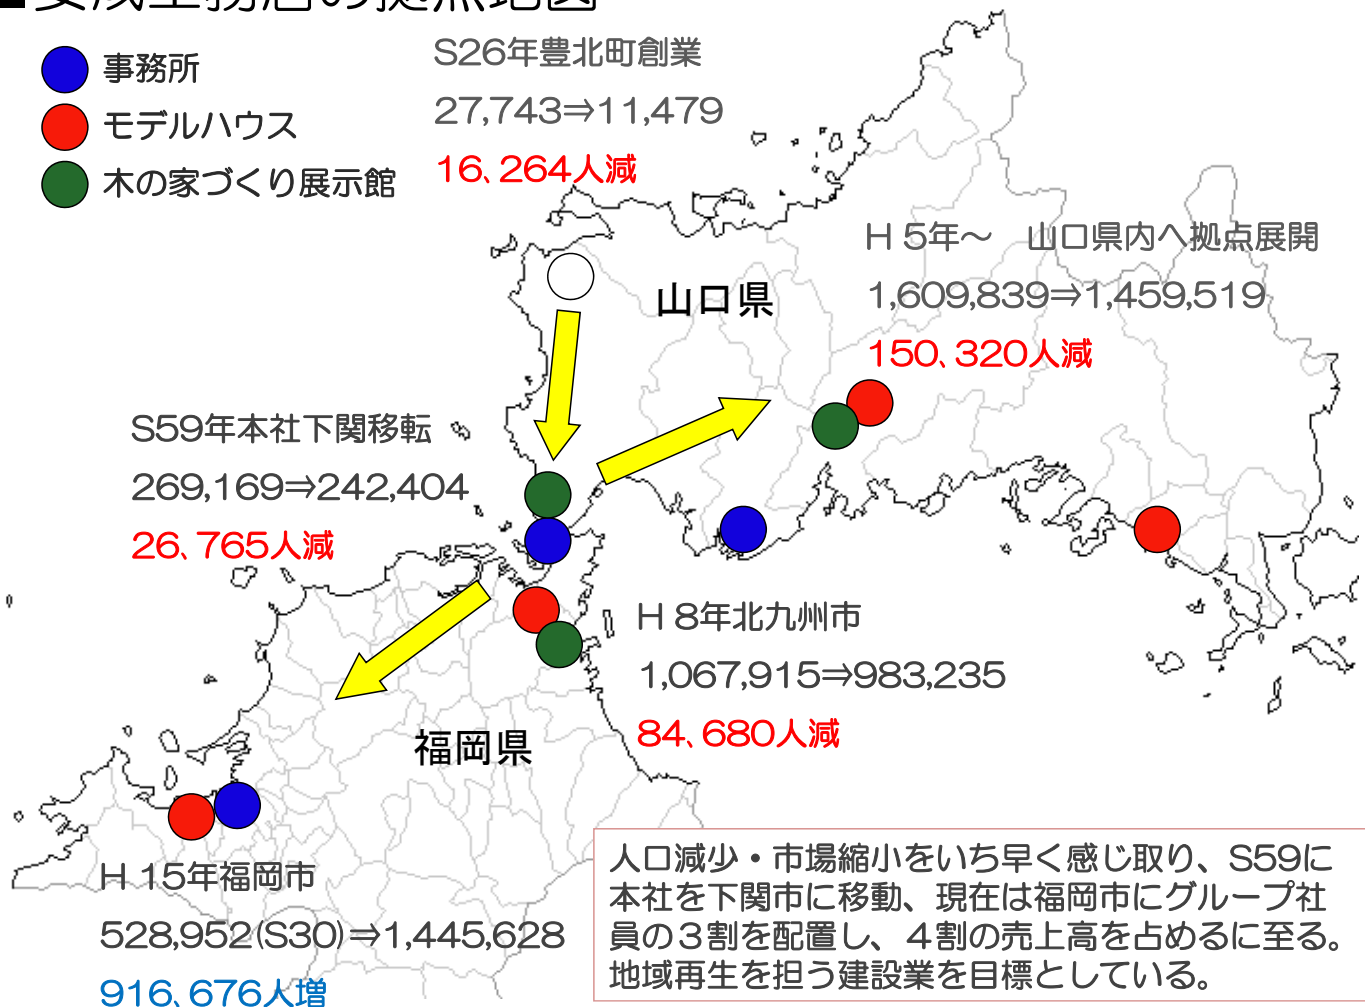 事務所
モデルハウス
木の家づくり展示館
S26年豊北町創業
27,743⇒11,479
16、264人減
H 5年～　山口県内へ拠点展開
1,609,839⇒1,459,519
150、320人減
山口県
S59年本社下関移転
269,169⇒242,404
26、765人減
H 8年北九州市
1,067,915⇒983,235
84、680人減
福岡県
H 15年福岡市
528,952(S30)⇒1,445,628
916、676人増
人口減少・市場縮小をいち早く感じ取り、S59に
本社を下関市に移動、現在は福岡市にグループ社
員の３割を配置し、４割の売上高を占めるに至る。
地域再生を担う建設業を目標としている。